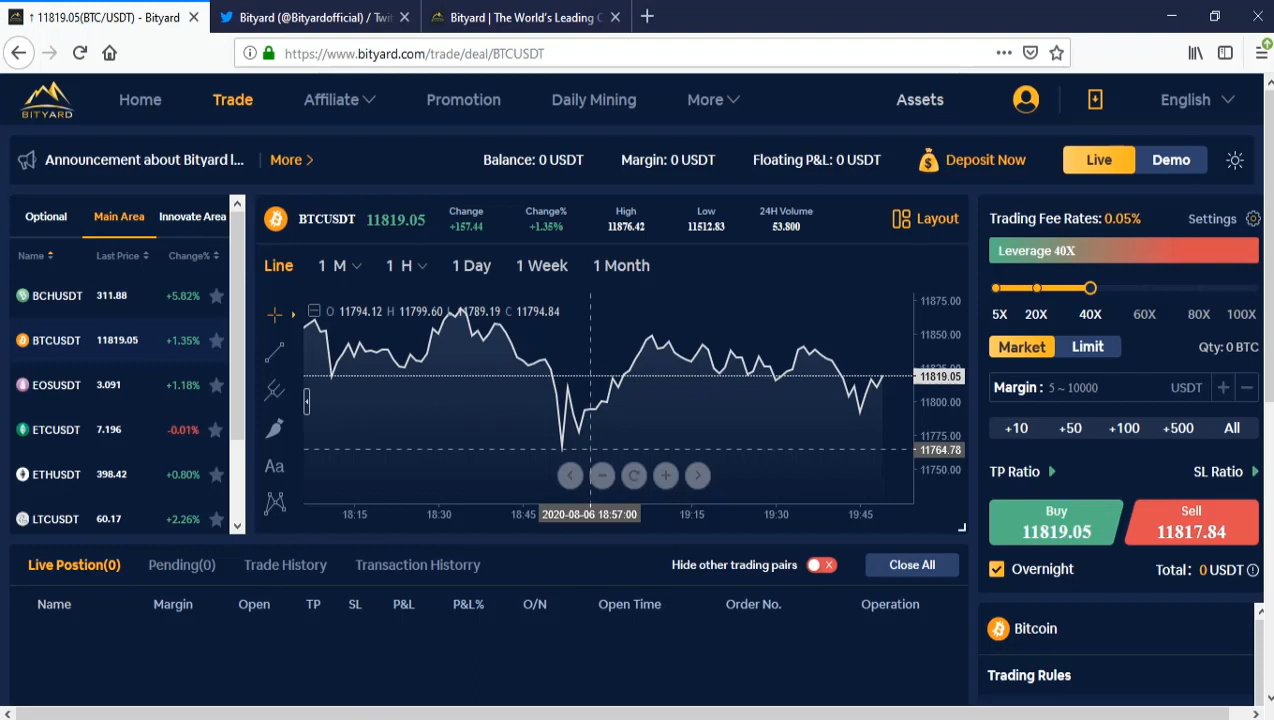 ↑ 11819.05(BTC/USDT) - Bityard
Bityard (@Bityardofficial) / Twi
Bityard | The World's Leading C
https://www.bityard.com/trade/deal/BTCUSDT
BITYARD
Home Trade Affiliate Promotion Daily Mining More Assets English
Announcement about Bityard l... More > Balance: 0 USDT Margin: 0 USDT Floating P&L: 0 USDT Deposit Now Live Demo
Optional Main Area Innovate Area
Name Last Price Change%
BCHUSDT 311.88 +5.82%
BTCUSDT 11819.05 +1.35%
EOSUSDT 3.091 +1.18%
ETCUSDT 7.196 -0.01%
ETHUSDT 398.42 +0.80%
LTCUSDT 60.17 +2.26%
BTCUSDT 11819.05
Change +157.44
Change% +1.35%
High 11876.42
Low 11512.83
24H Volume 53.800
Layout
Line 1 M 1 H 1 Day 1 Week 1 Month
O 11794.12 H 11799.60 L 11789.19 C 11794.84
Aa
11875.00
11850.00
11825.00
11819.05
11800.00
11775.00
11764.78
11750.00
18:15 18:30 18:45 2020-08-06 18:57:00 19:15 19:30 19:45
Trading Fee Rates: 0.05% Settings
Leverage 40X
5X 20X 40X 60X 80X 100X
Market Limit Qty: 0 BTC
Margin : 5 ~ 10000 USDT + −
+10 +50 +100 +500 All
TP Ratio SL Ratio
Buy 11819.05
Sell 11817.84
Overnight Total: 0 USDT
Bitcoin
Trading Rules
Live Postion(0) Pending(0) Trade History Transaction Historry Hide other trading pairs X Close All
Name Margin Open TP SL P&L P&L% O/N Open Time Order No. Operation